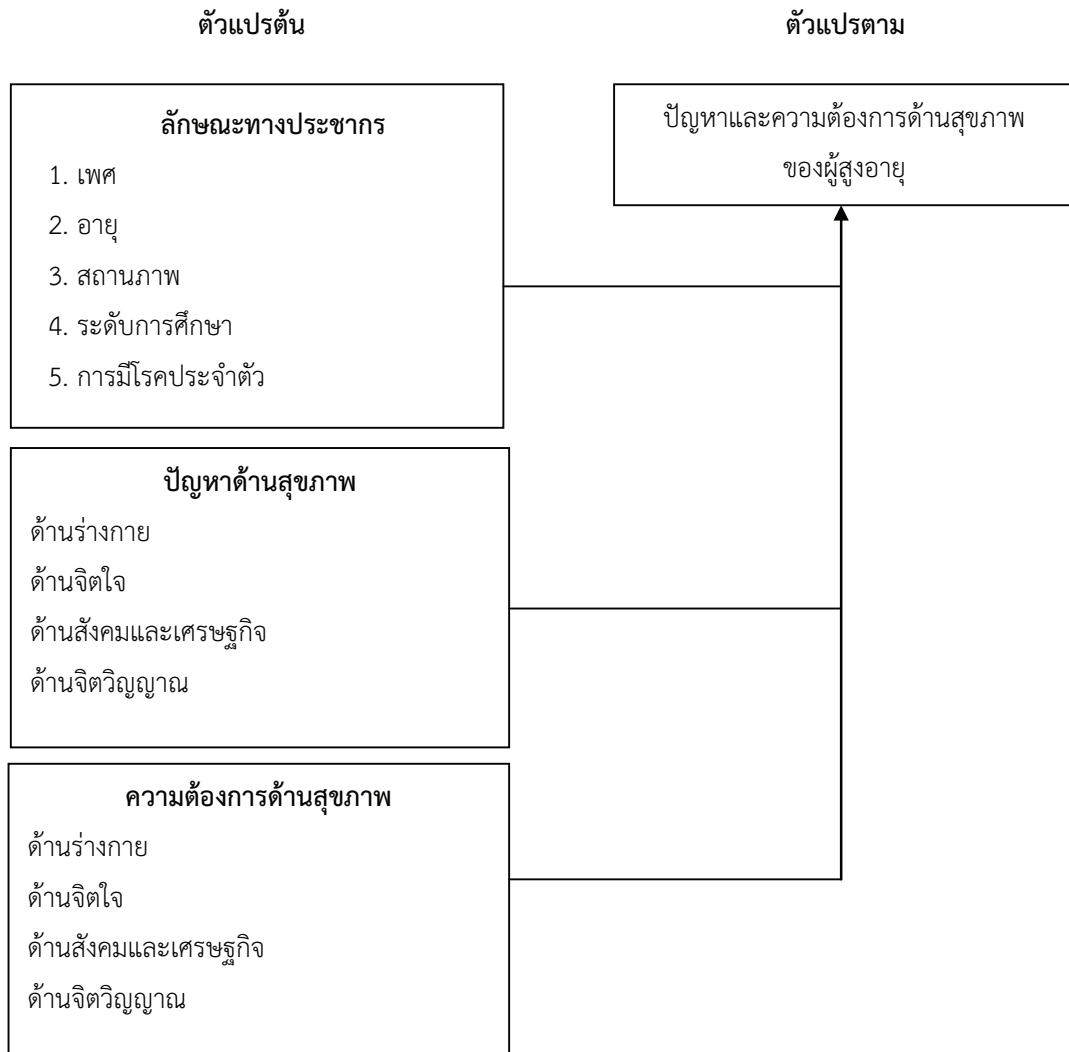 ตัวแปรต้น
ตัวแปรตาม
ลักษณะทางประชากร
1. เพศ
2. อายุ
3. สถานภาพ
4. ระดับการศึกษา
5. การมีโรคประจำตัว
ปัญหาและความต้องการด้านสุขภาพ
ของผู้สูงอายุ
ปัญหาด้านสุขภาพ
ด้านร่างกาย
ด้านจิตใจ
ด้านสังคมและเศรษฐกิจ
ด้านจิตวิญญาณ
ความต้องการด้านสุขภาพ
ด้านร่างกาย
ด้านจิตใจ
ด้านสังคมและเศรษฐกิจ
ด้านจิตวิญญาณ